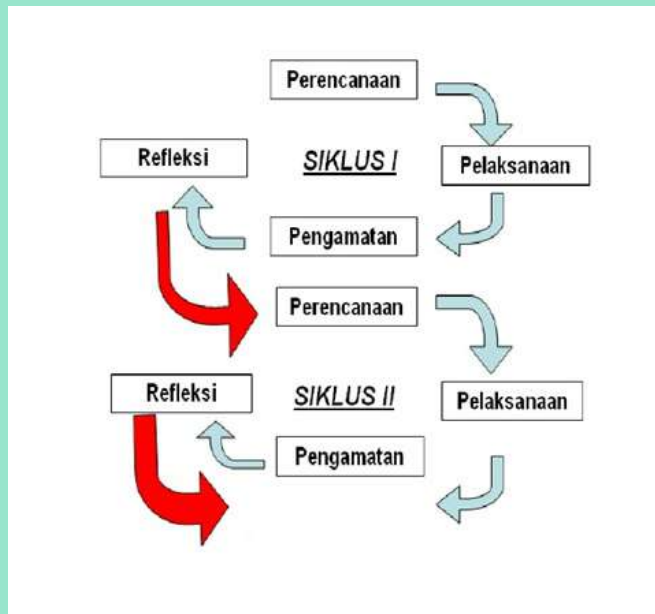 Perencanaan
Refleksi
SIKLUS I
Pelaksanaan
Pengamatan
Perencanaan
Refleksi
SIKLUS II
Pelaksanaan
Pengamatan